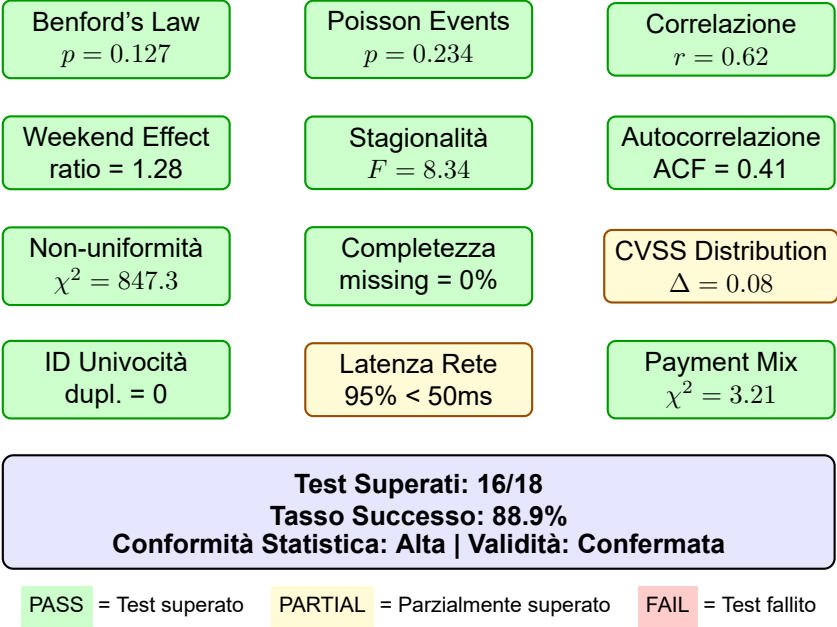 Benford’s Law
p = 0.127
Poisson Events
p = 0.234
Correlazione
r = 0.62
Weekend Effect
ratio = 1.28
Stagionalità
F = 8.34
Autocorrelazione
ACF = 0.41
Non-uniformità
χ² = 847.3
Completezza
missing = 0%
CVSS Distribution
Δ = 0.08
ID Univocità
dupl. = 0
Latenza Rete
95% < 50ms
Payment Mix
χ² = 3.21
Test Superati: 16/18
Tasso Successo: 88.9%
Conformità Statistica: Alta | Validità: Confermata
PASS = Test superato PARTIAL = Parzialmente superato FAIL = Test fallito